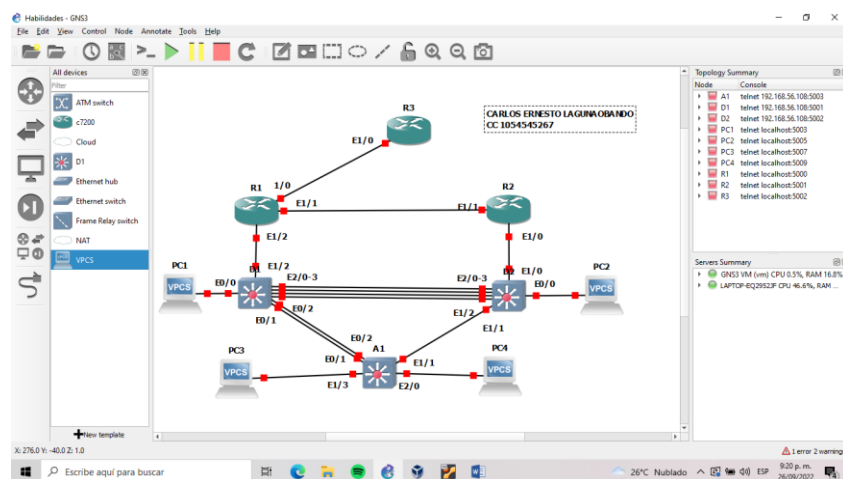 Habilidades - GNS3
File Edit View Control Node Annotate Tools Help
All devices
Filter
ATM switch
c7200
Cloud
D1
Ethernet hub
Ethernet switch
Frame Relay switch
NAT
VPCS
New template
CARLOS ERNESTO LAGUNAOBANDO
CC 1054545267
R3
E1/0
R1
1/0
E1/1
R2
E1/1
E1/2
E1/0
PC1
VPCS
E0/0
E1/2
E2/0-3
E0/2
E0/1
E2/0-3
E1/0
E0/0
PC2
VPCS
E1/2
E1/1
E0/2
A1
E0/1
E1/1
PC3
VPCS
E1/3
E2/0
PC4
VPCS
Topology Summary
Node Console
A1 telnet 192.168.56.108:5003
D1 telnet 192.168.56.108:5001
D2 telnet 192.168.56.108:5002
PC1 telnet localhost:5003
PC2 telnet localhost:5005
PC3 telnet localhost:5007
PC4 telnet localhost:5009
R1 telnet localhost:5000
R2 telnet localhost:5001
R3 telnet localhost:5002
Servers Summary
GNS3 VM (vm) CPU 0.5%, RAM 16.8%
LAPTOP-EQ29S2JF CPU 46.6%, RAM ...
X: 276.0 Y: -40.0 Z: 1.0
1 error 2 warning
Escribe aquí para buscar
26°C Nublado
ESP
9:20 p. m.
26/09/2022